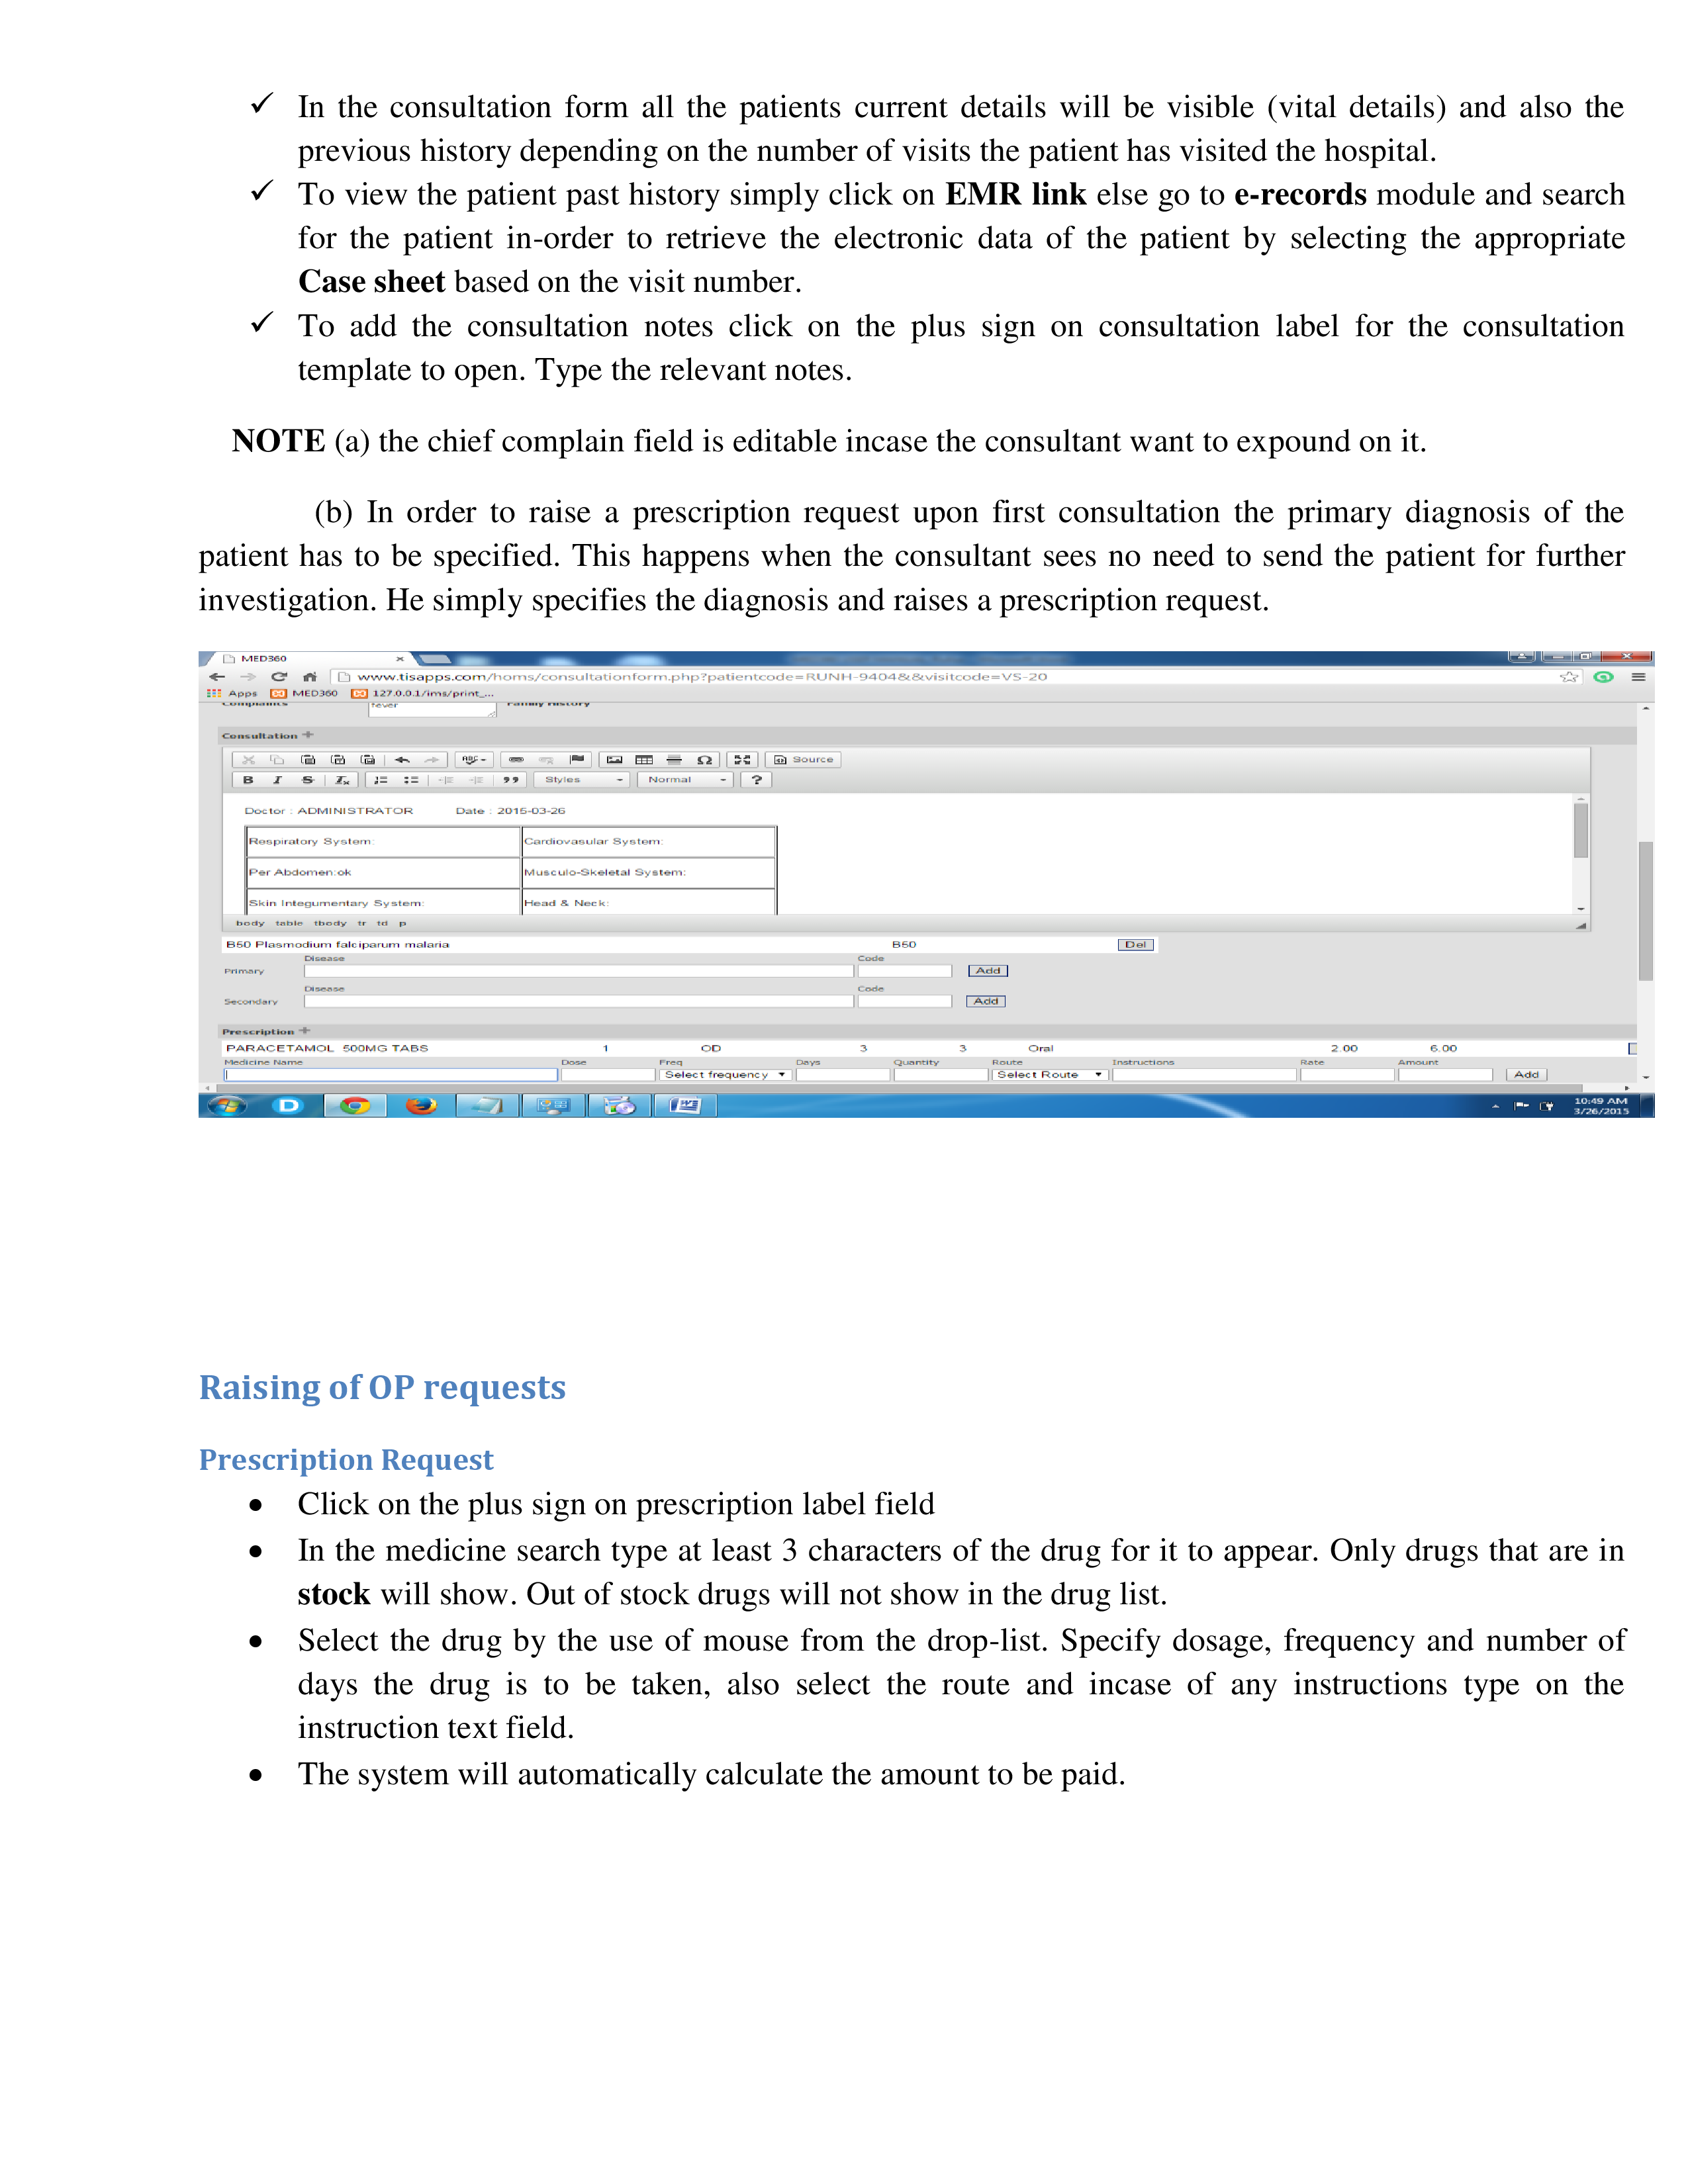 ✓ In the consultation form all the patients current details will be visible (vital details) and also the
previous history depending on the number of visits the patient has visited the hospital.
✓ To view the patient past history simply click on EMR link else go to e-records module and search
for the patient in-order to retrieve the electronic data of the patient by selecting the appropriate
Case sheet based on the visit number.
✓ To add the consultation notes click on the plus sign on consultation label for the consultation
template to open. Type the relevant notes.
NOTE (a) the chief complain field is editable incase the consultant want to expound on it.
(b) In order to raise a prescription request upon first consultation the primary diagnosis of the
patient has to be specified. This happens when the consultant sees no need to send the patient for further
investigation. He simply specifies the diagnosis and raises a prescription request.
MED360
www.tisapps.com/homs/consultationform.php?patientcode=RUNH-9404&&visitcode=VS-20
Apps MED360 127.0.0.1/ims/print_...
Complaints fever Family History
Consultation +
ABC Ω Source
B I S Tx Styles Normal ?
Doctor : ADMINISTRATOR Date : 2015-03-26
Respiratory System: Cardiovasular System:
Per Abdomen:ok Musculo-Skeletal System:
Skin Integumentary System: Head & Neck:
body table tbody tr td p
B50 Plasmodium falciparum malaria B50 Del
Disease Code
Primary Add
Disease Code
Secondary Add
Prescription +
PARACETAMOL 500MG TABS 1 OD 3 3 Oral 2.00 6.00
Medicine Name Dose Freq Days Quantity Route Instructions Rate Amount
Select frequency Select Route Add
10:49 AM
3/26/2015
Raising of OP requests
Prescription Request
• Click on the plus sign on prescription label field
• In the medicine search type at least 3 characters of the drug for it to appear. Only drugs that are in
stock will show. Out of stock drugs will not show in the drug list.
• Select the drug by the use of mouse from the drop-list. Specify dosage, frequency and number of
days the drug is to be taken, also select the route and incase of any instructions type on the
instruction text field.
• The system will automatically calculate the amount to be paid.